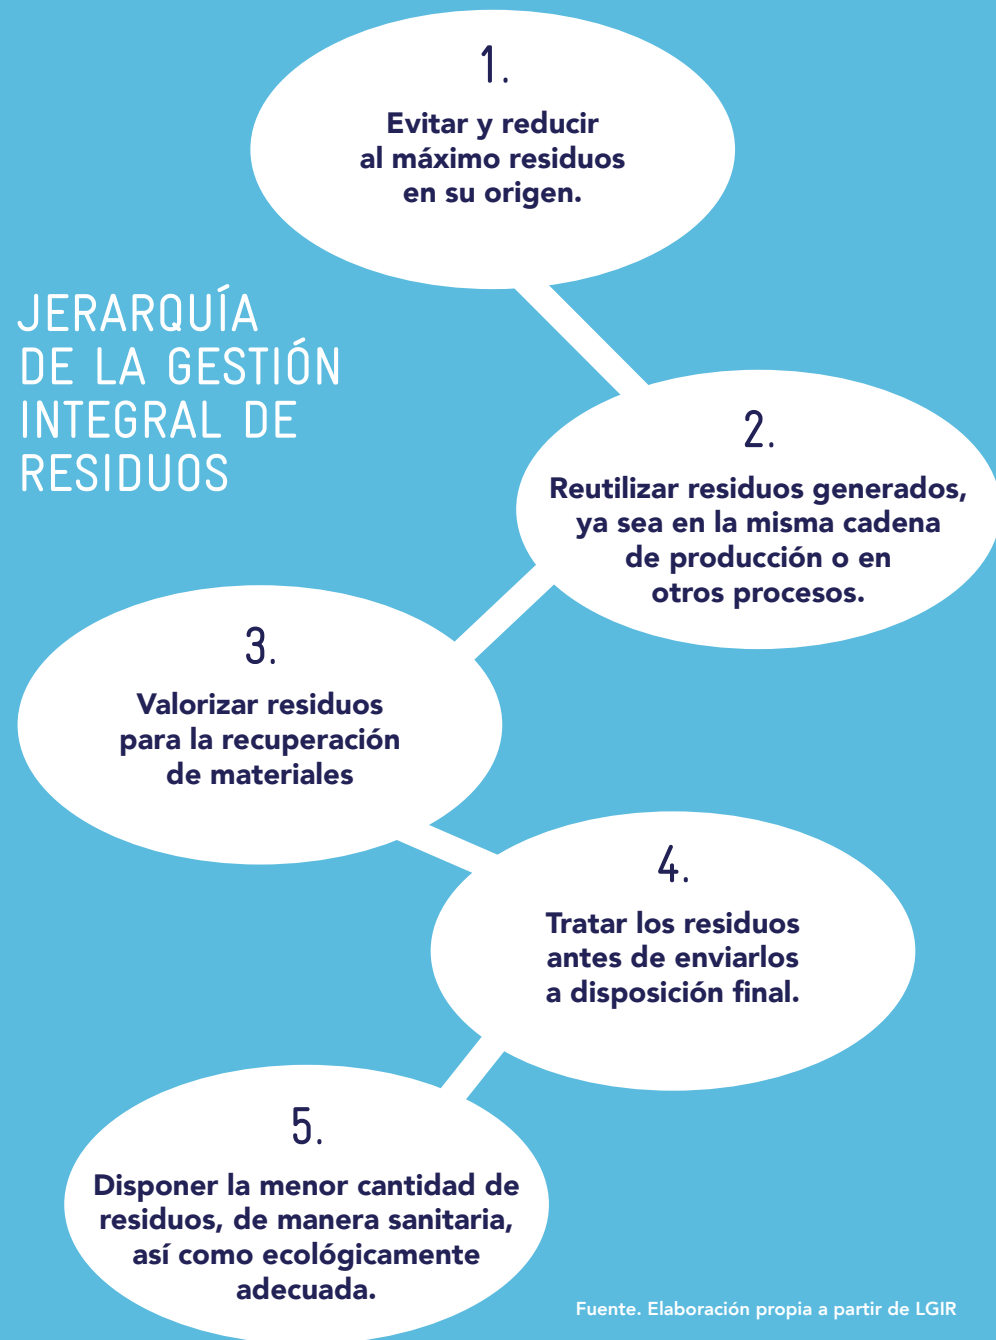 1.
Evitar y reducir
al máximo residuos
en su origen.
JERARQUÍA
DE LA GESTIÓN
INTEGRAL DE
RESIDUOS
2.
Reutilizar residuos generados,
ya sea en la misma cadena
de producción o en
otros procesos.
3.
Valorizar residuos
para la recuperación
de materiales
4.
Tratar los residuos
antes de enviarlos
a disposición final.
5.
Disponer la menor cantidad de
residuos, de manera sanitaria,
así como ecológicamente
adecuada.
Fuente. Elaboración propia a partir de LGIR